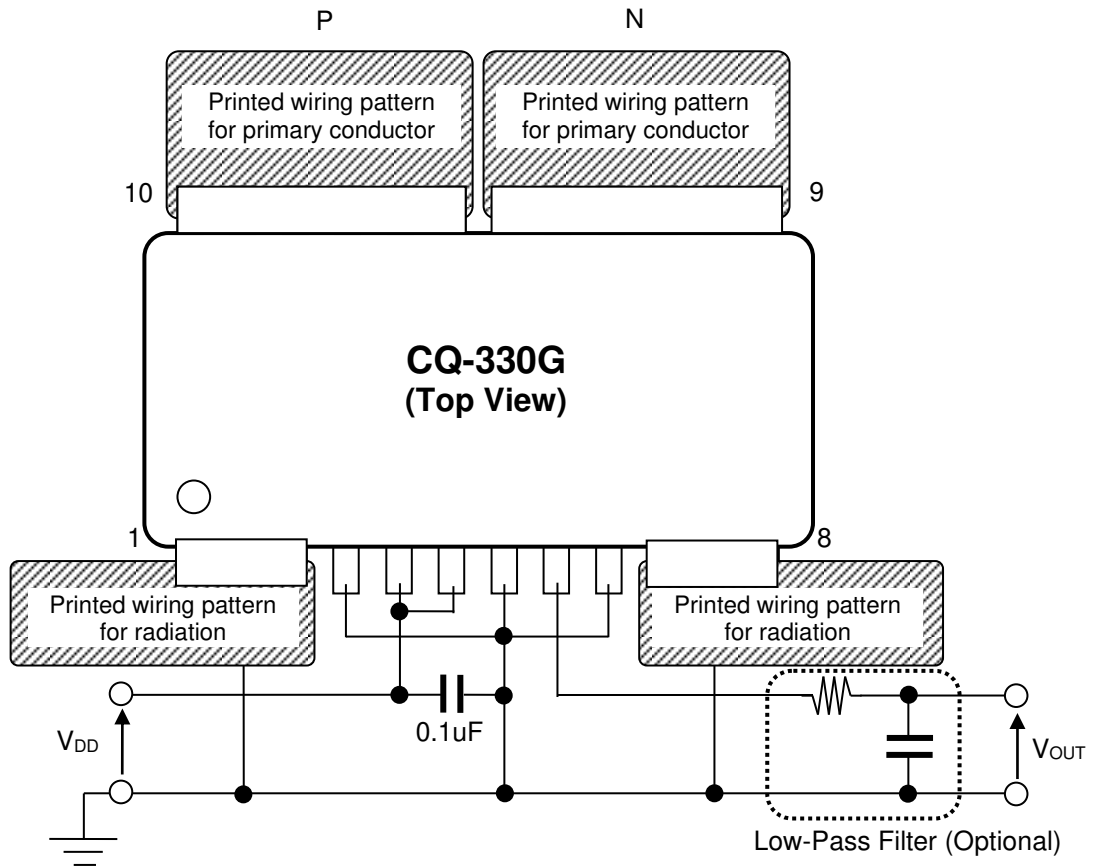 P
N
Printed wiring pattern
for primary conductor
Printed wiring pattern
for primary conductor
10
9
CQ-330G
(Top View)
1
8
Printed wiring pattern
for radiation
Printed wiring pattern
for radiation
0.1uF
VDD
VOUT
Low-Pass Filter (Optional)